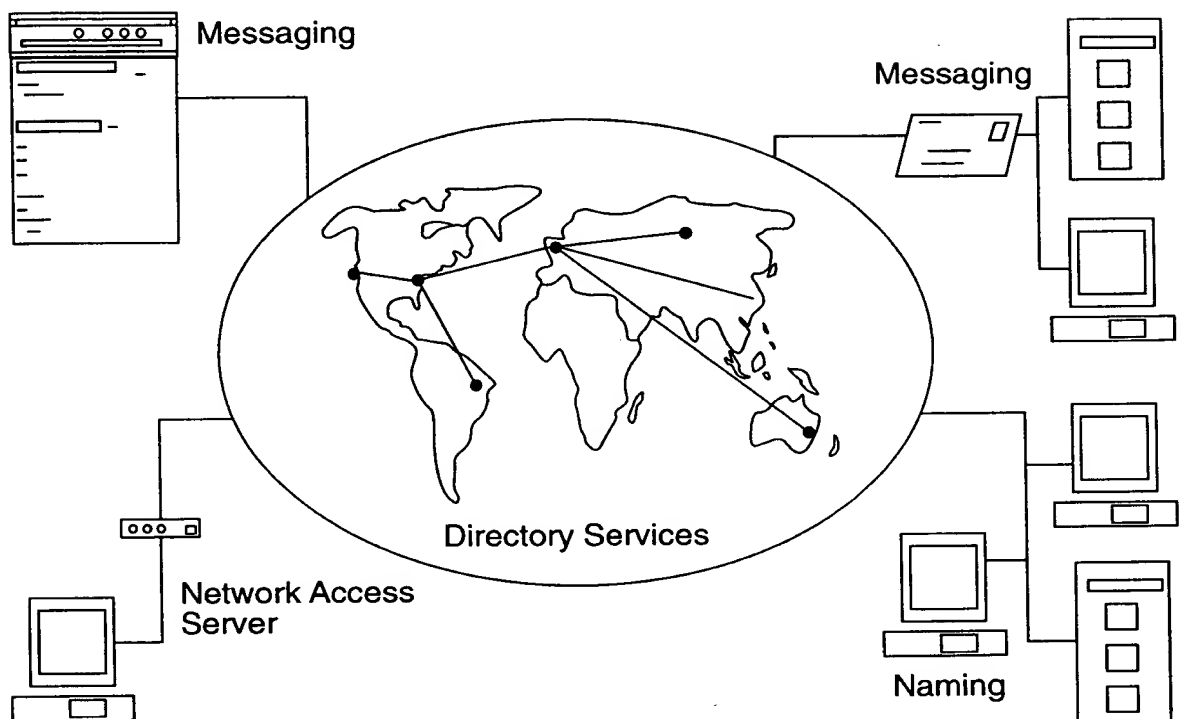 Messaging
Messaging
Directory Services
Network Access
Server
Naming